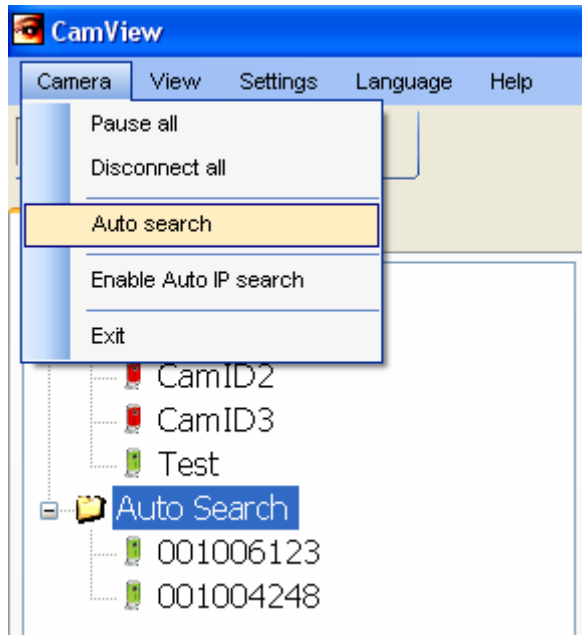 CamView
Camera View Settings Language Help
Pause all
Disconnect all
Auto search
Enable Auto IP search
Exit
CamID2
CamID3
Test
Auto Search
001006123
001004248